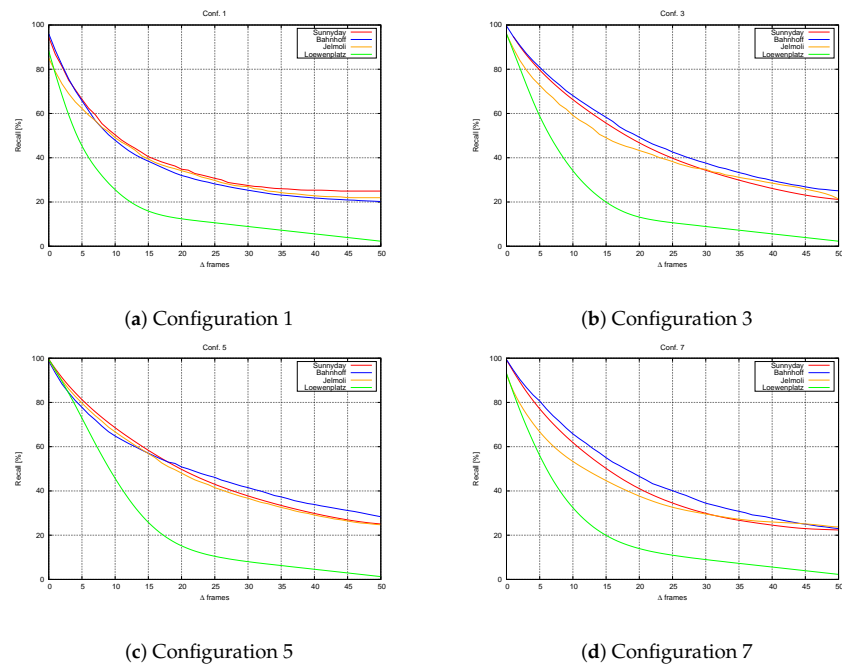 Conf. 1
Sunnyday
Bahnhoff
Jelmoli
Loewenplatz
Recall [%]
100
80
60
40
20
0
0 5 10 15 20 25 30 35 40 45 50
Δ frames
(a) Configuration 1
Conf. 3
Sunnyday
Bahnhoff
Jelmoli
Loewenplatz
Recall [%]
100
80
60
40
20
0
0 5 10 15 20 25 30 35 40 45 50
Δ frames
(b) Configuration 3
Conf. 5
Sunnyday
Bahnhoff
Jelmoli
Loewenplatz
Recall [%]
100
80
60
40
20
0
0 5 10 15 20 25 30 35 40 45 50
Δ frames
(c) Configuration 5
Conf. 7
Sunnyday
Bahnhoff
Jelmoli
Loewenplatz
Recall [%]
100
80
60
40
20
0
0 5 10 15 20 25 30 35 40 45 50
Δ frames
(d) Configuration 7